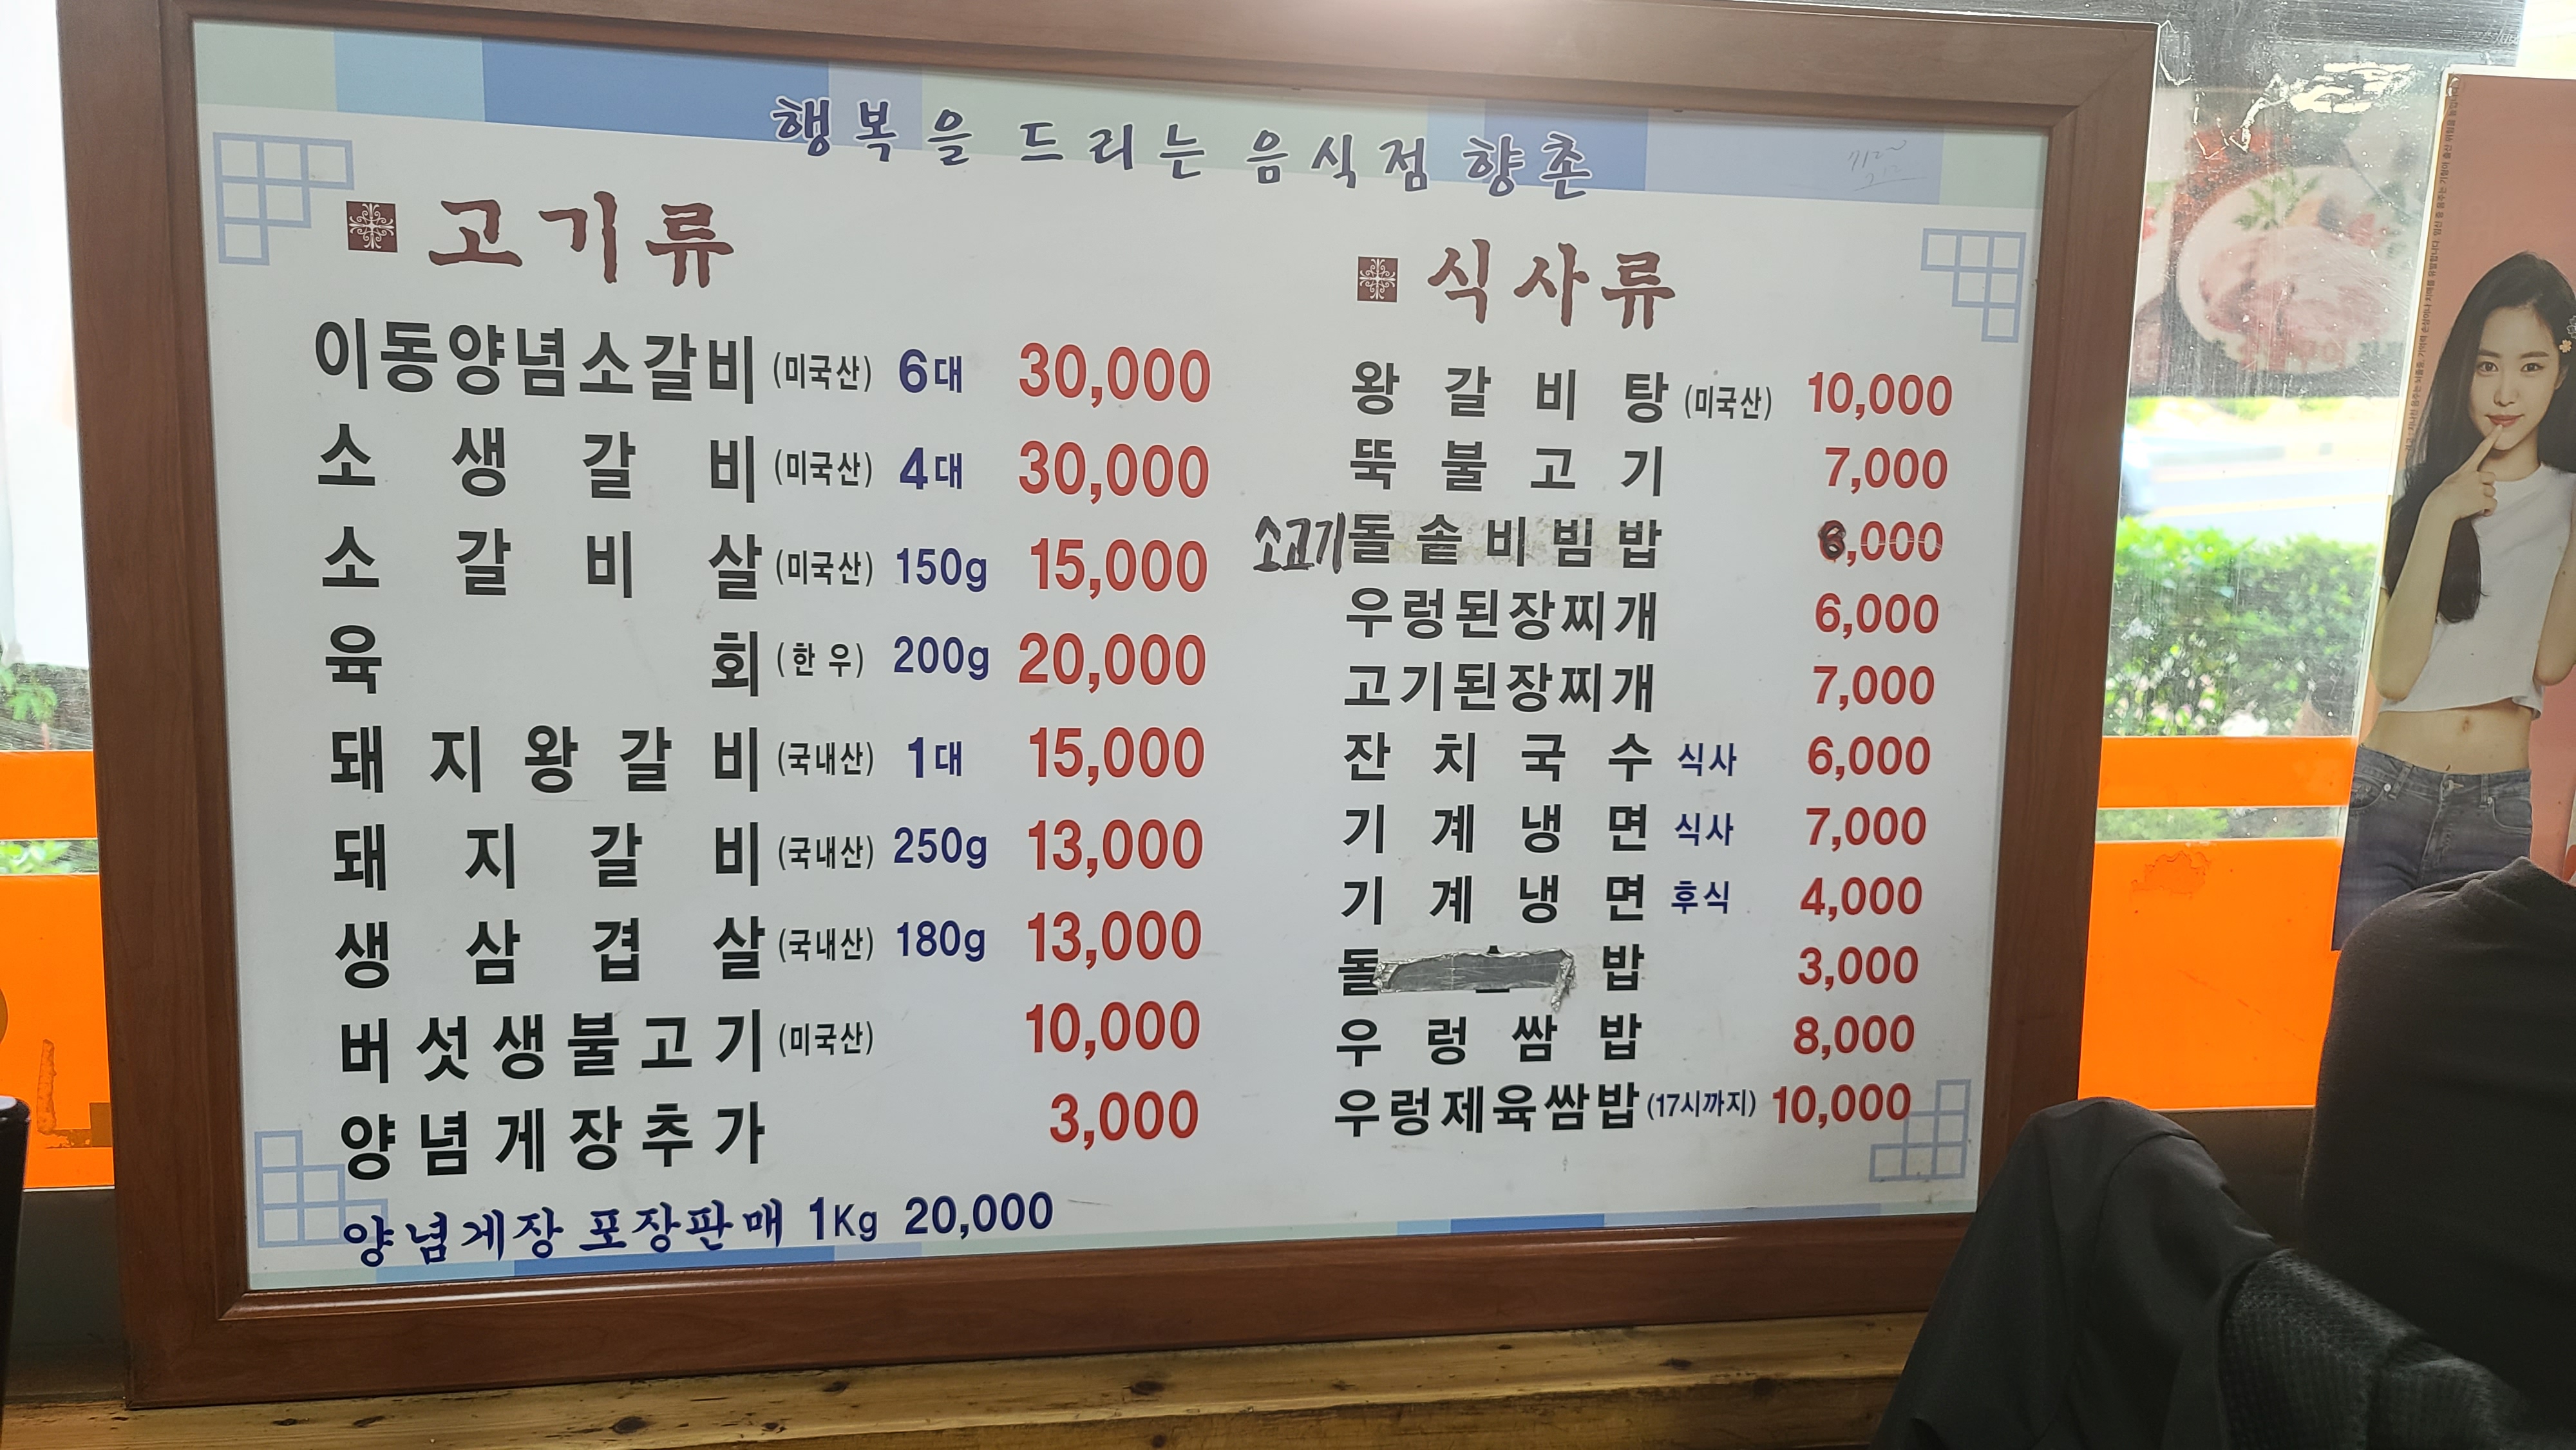 행복을 드리는 음식점 향촌
고기류
이동양념소갈비 (미국산) 6대 30,000
소생갈비 (미국산) 4대 30,000
소갈비살 (미국산) 150g 15,000
육회 (한우) 200g 20,000
돼지왕갈비 (국내산) 1대 15,000
돼지갈비 (국내산) 250g 13,000
생삼겹살 (국내산) 180g 13,000
버섯생불고기 (미국산) 10,000
양념게장추가 3,000
양념게장 포장판매 1Kg 20,000
식사류
왕갈비탕 (미국산) 10,000
뚝불고기 7,000
소고기돌솥비빔밥
우렁된장찌개 6,000
고기된장찌개 7,000
잔치국수 식사 6,000
기계냉면 식사 7,000
기계냉면 후식 4,000
돌 밥 3,000
우렁쌈밥 8,000
우렁제육쌈밥 (17시까지) 10,000